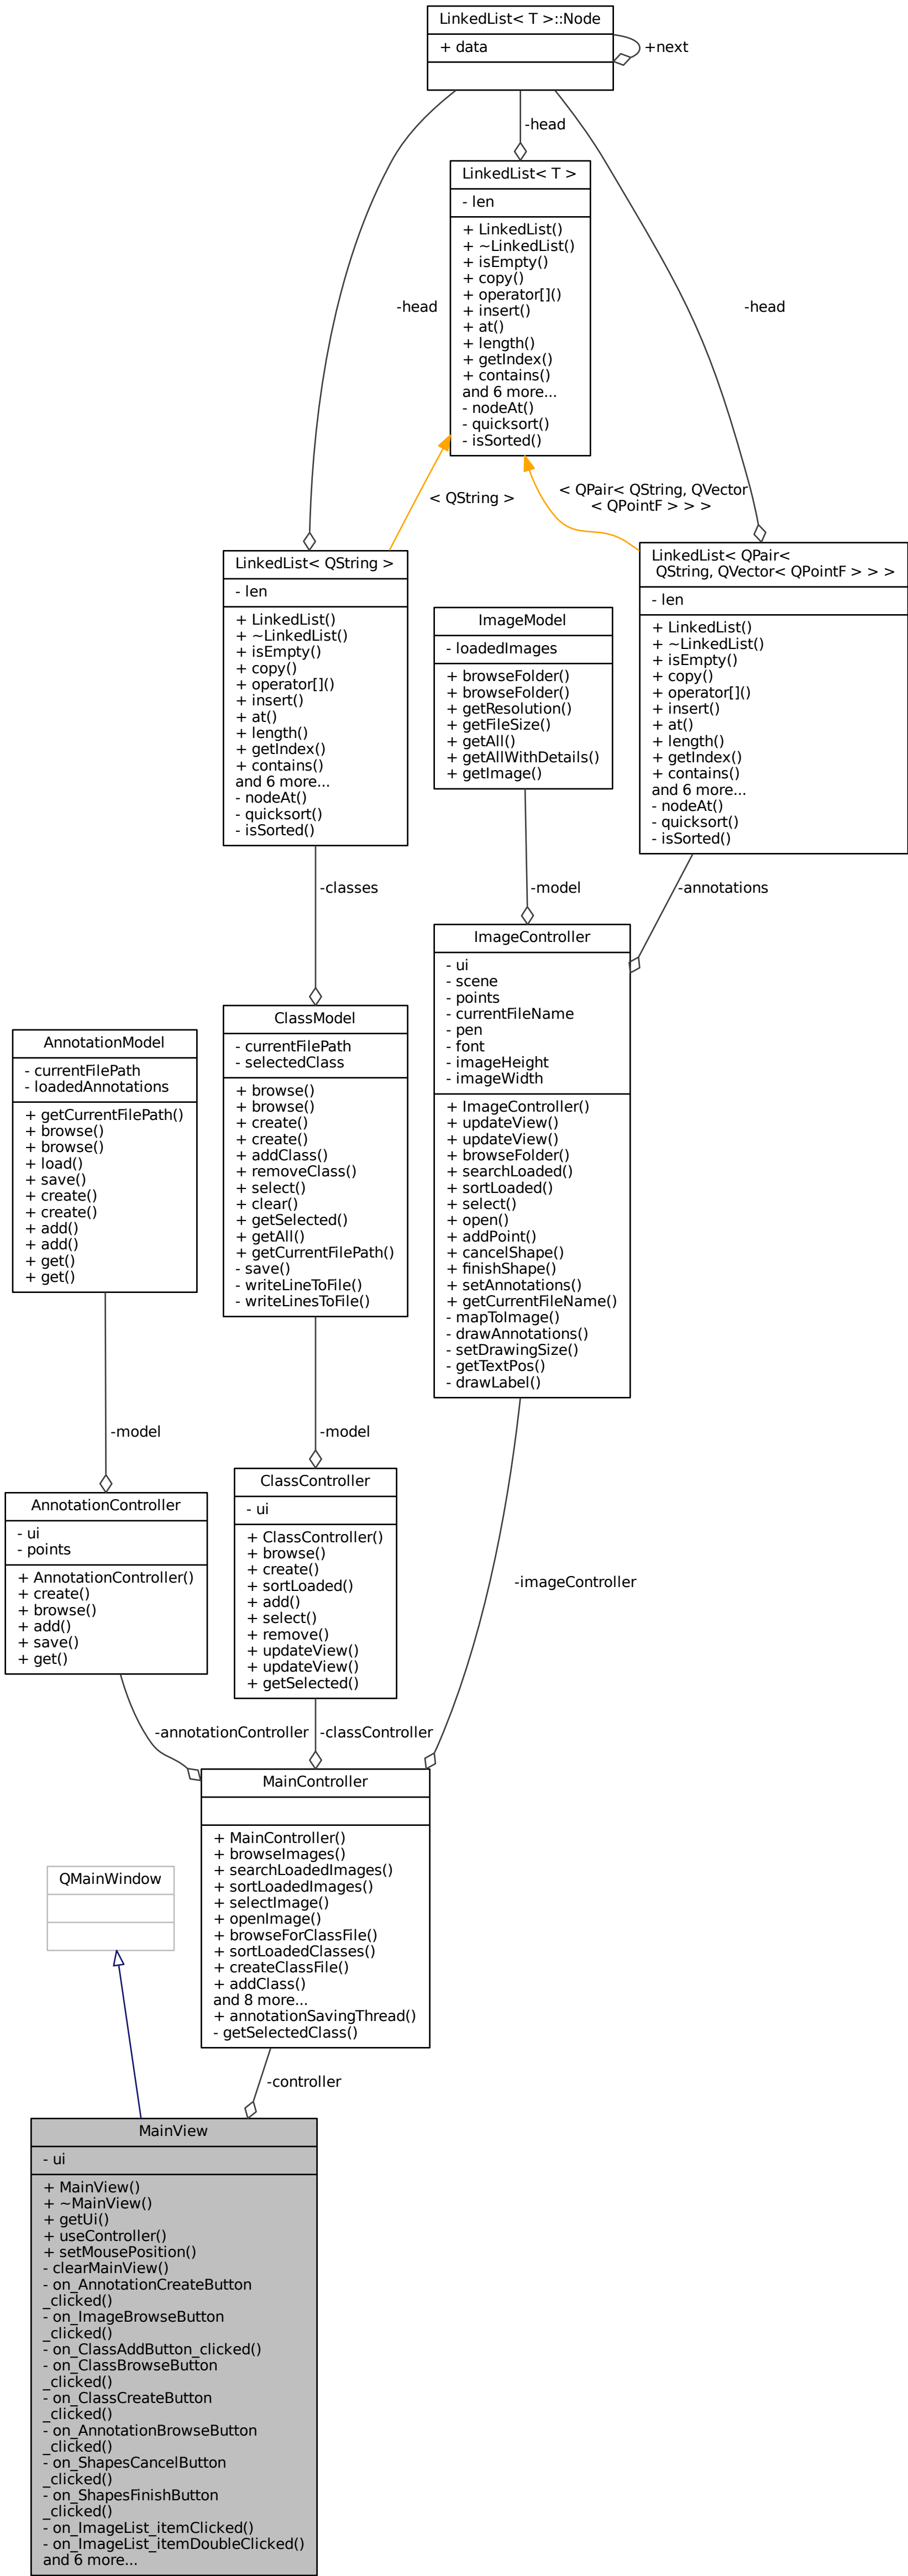 LinkedList< T >::Node
+ data
+next
-head
LinkedList< T >
- len
+ LinkedList()
+ ~LinkedList()
+ isEmpty()
+ copy()
+ operator[]()
+ insert()
+ at()
+ length()
+ getIndex()
+ contains()
and 6 more...
- nodeAt()
- quicksort()
- isSorted()
-head
-head
< QString >
< QPair< QString, QVector
< QPointF > > >
LinkedList< QString >
- len
+ LinkedList()
+ ~LinkedList()
+ isEmpty()
+ copy()
+ operator[]()
+ insert()
+ at()
+ length()
+ getIndex()
+ contains()
and 6 more...
- nodeAt()
- quicksort()
- isSorted()
ImageModel
- loadedImages
+ browseFolder()
+ browseFolder()
+ getResolution()
+ getFileSize()
+ getAll()
+ getAllWithDetails()
+ getImage()
LinkedList< QPair<
QString, QVector< QPointF > > >
- len
+ LinkedList()
+ ~LinkedList()
+ isEmpty()
+ copy()
+ operator[]()
+ insert()
+ at()
+ length()
+ getIndex()
+ contains()
and 6 more...
- nodeAt()
- quicksort()
- isSorted()
-classes
-model
-annotations
AnnotationModel
- currentFilePath
- loadedAnnotations
+ getCurrentFilePath()
+ browse()
+ browse()
+ load()
+ save()
+ create()
+ create()
+ add()
+ add()
+ get()
+ get()
ClassModel
- currentFilePath
- selectedClass
+ browse()
+ browse()
+ create()
+ create()
+ addClass()
+ removeClass()
+ select()
+ clear()
+ getSelected()
+ getAll()
+ getCurrentFilePath()
- save()
- writeLineToFile()
- writeLinesToFile()
ImageController
- ui
- scene
- points
- currentFileName
- pen
- font
- imageHeight
- imageWidth
+ ImageController()
+ updateView()
+ updateView()
+ browseFolder()
+ searchLoaded()
+ sortLoaded()
+ select()
+ open()
+ addPoint()
+ cancelShape()
+ finishShape()
+ setAnnotations()
+ getCurrentFileName()
- mapToImage()
- drawAnnotations()
- setDrawingSize()
- getTextPos()
- drawLabel()
-model
-model
AnnotationController
- ui
- points
+ AnnotationController()
+ create()
+ browse()
+ add()
+ save()
+ get()
ClassController
- ui
+ ClassController()
+ browse()
+ create()
+ sortLoaded()
+ add()
+ select()
+ remove()
+ updateView()
+ updateView()
+ getSelected()
-imageController
-annotationController
-classController
MainController
+ MainController()
+ browseImages()
+ searchLoadedImages()
+ sortLoadedImages()
+ selectImage()
+ openImage()
+ browseForClassFile()
+ sortLoadedClasses()
+ createClassFile()
+ addClass()
and 8 more...
+ annotationSavingThread()
- getSelectedClass()
QMainWindow
-controller
MainView
- ui
+ MainView()
+ ~MainView()
+ getUi()
+ useController()
+ setMousePosition()
- clearMainView()
- on_AnnotationCreateButton
_clicked()
- on_ImageBrowseButton
_clicked()
- on_ClassAddButton_clicked()
- on_ClassBrowseButton
_clicked()
- on_ClassCreateButton
_clicked()
- on_AnnotationBrowseButton
_clicked()
- on_ShapesCancelButton
_clicked()
- on_ShapesFinishButton
_clicked()
- on_ImageList_itemClicked()
- on_ImageList_itemDoubleClicked()
and 6 more...